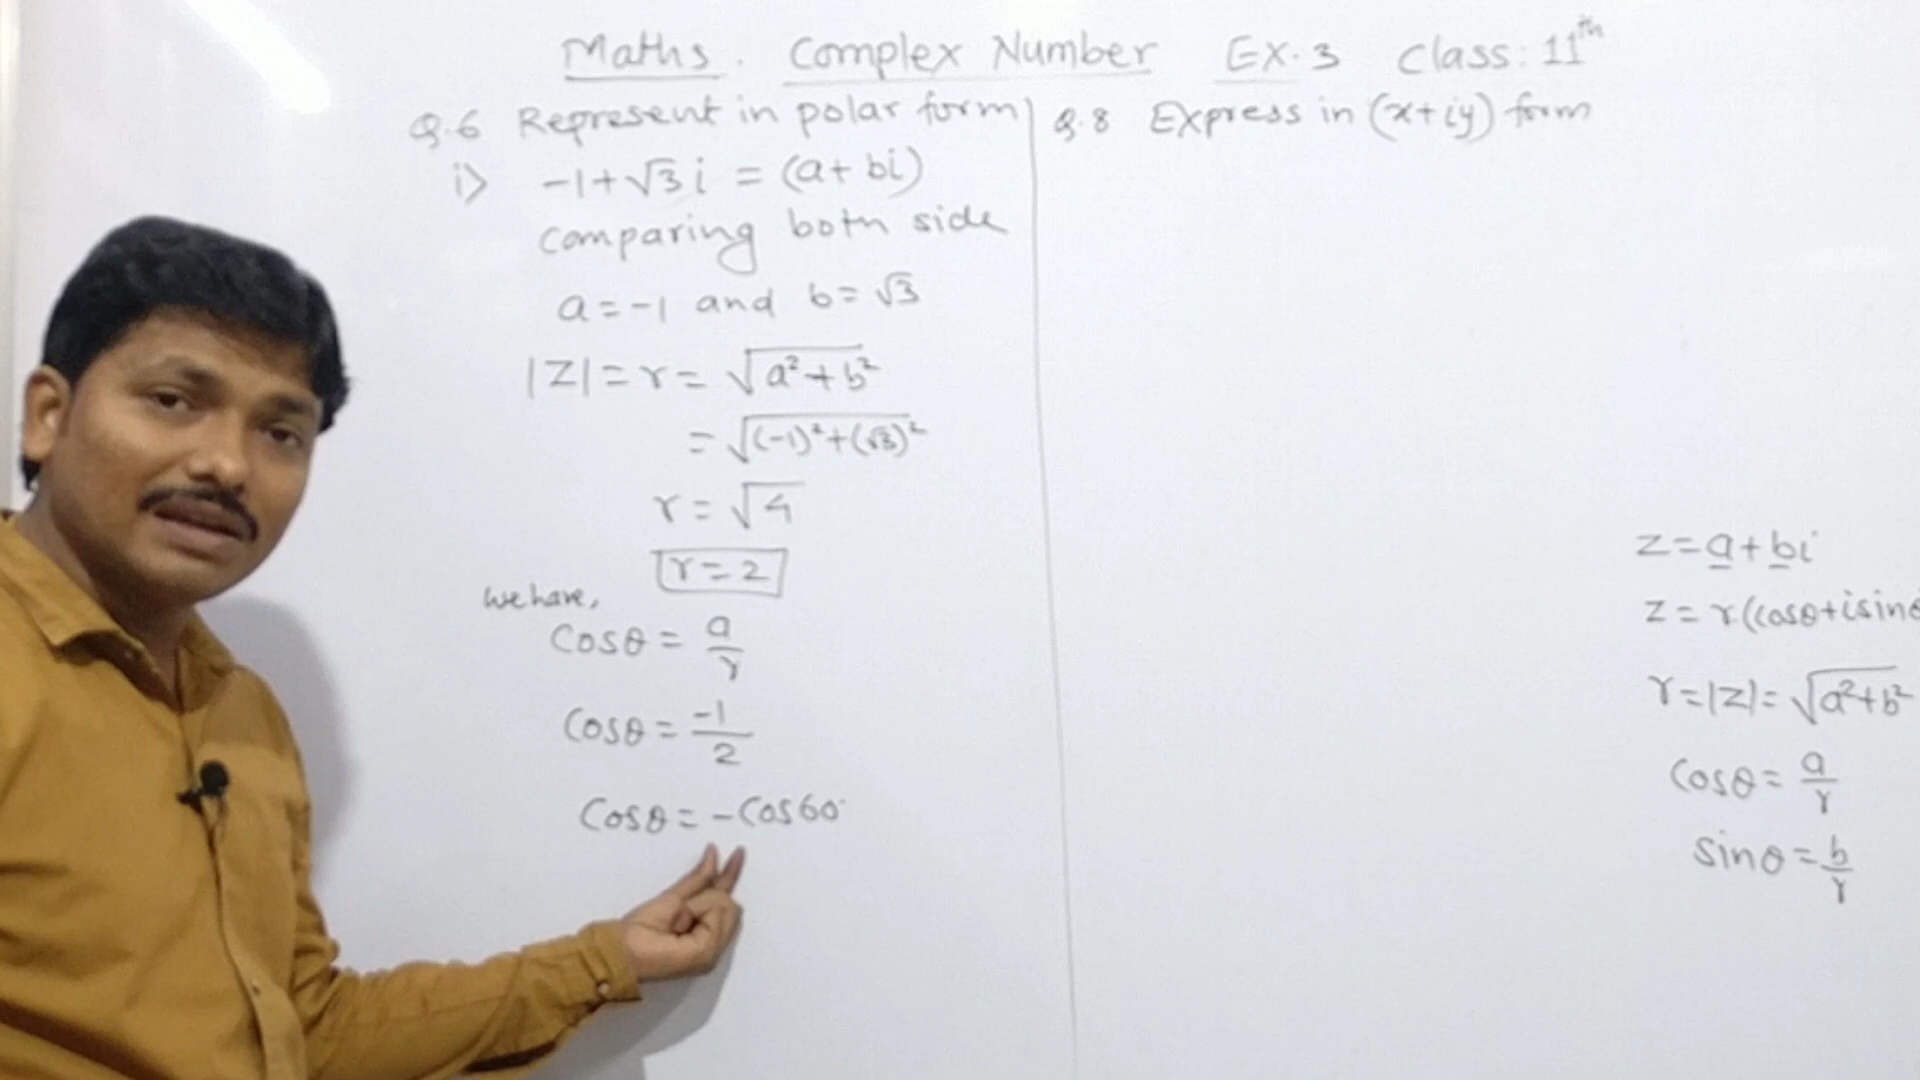 Maths. Complex Number Ex. 3 Class: 11th
Q.6 Represent in polar form
i> -1+√3 i = (a+ bi)
comparing both side
a = -1 and b = √3
|Z| = r = √a²+b²
= √(-1)²+(√3)²
r = √4
r = 2
We have,
Cosθ = a/r
Cosθ = -1/2
Cosθ = -Cos60°
Q.8 Express in (x+iy) form
z = a + bi
z = r(cosθ+isinθ
r = |Z| = √a²+b²
Cosθ = a/r
Sinθ = b/r